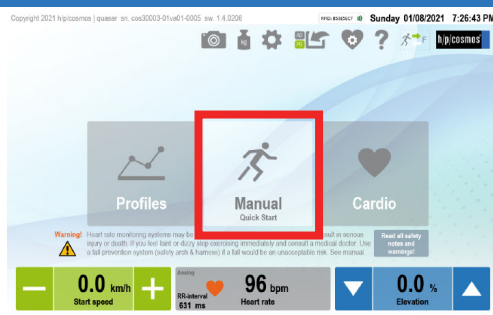 Copyright 2021 h|p|cosmos | quasar sn. cos30003-01va01-0005 sw. 1.4.0206
Sunday 01/08/2021 7:26:43 PM
kg
? F h|p|cosmos
Profiles
Manual
Quick Start
Cardio
Warning! Heart rate monitoring systems may be result in serious
injury or death. If you feel faint or dizzy stop exercising immediately and consult a medical doctor. Use
a fall prevention system (safety arch & harness) if a fall would be an unacceptable risk. See manual.
Read all safety
notes and
warnings!
0.0 km/h
Start speed
Analog
RR-interval
631 ms
96 bpm
Heart rate
0.0 %
Elevation